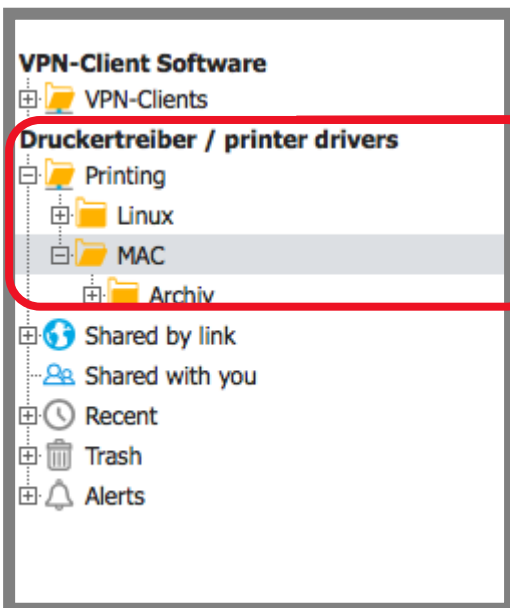 VPN-Client Software
VPN-Clients
Druckertreiber / printer drivers
Printing
Linux
MAC
Archiv
Shared by link
Shared with you
Recent
Trash
Alerts